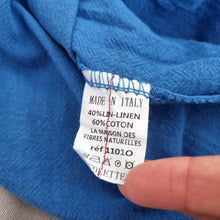 MADE IN ITALY
40%LIN-LINEN
60%COTON
LA MAISON DES
FIBRES NATURELLES
réf 11010